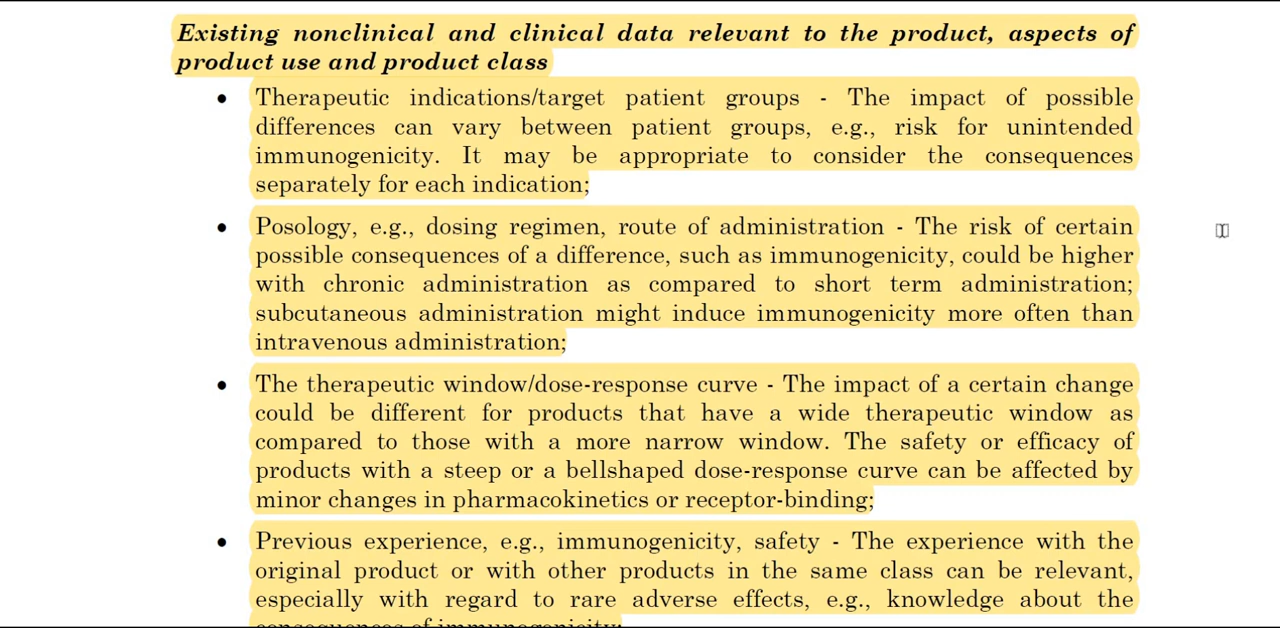 Existing nonclinical and clinical data relevant to the product, aspects of
product use and product class
• Therapeutic indications/target patient groups - The impact of possible
differences can vary between patient groups, e.g., risk for unintended
immunogenicity. It may be appropriate to consider the consequences
separately for each indication;
• Posology, e.g., dosing regimen, route of administration - The risk of certain
possible consequences of a difference, such as immunogenicity, could be higher
with chronic administration as compared to short term administration;
subcutaneous administration might induce immunogenicity more often than
intravenous administration;
• The therapeutic window/dose-response curve - The impact of a certain change
could be different for products that have a wide therapeutic window as
compared to those with a more narrow window. The safety or efficacy of
products with a steep or a bellshaped dose-response curve can be affected by
minor changes in pharmacokinetics or receptor-binding;
• Previous experience, e.g., immunogenicity, safety - The experience with the
original product or with other products in the same class can be relevant,
especially with regard to rare adverse effects, e.g., knowledge about the
consequences of immunogenicity;